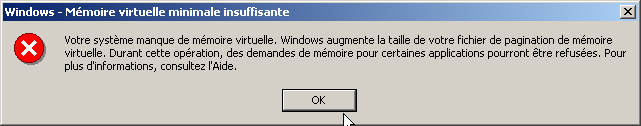 Windows - Mémoire virtuelle minimale insuffisante
Votre système manque de mémoire virtuelle. Windows augmente la taille de votre fichier de pagination de mémoire
virtuelle. Durant cette opération, des demandes de mémoire pour certaines applications pourront être refusées. Pour
plus d'informations, consultez l'Aide.
OK